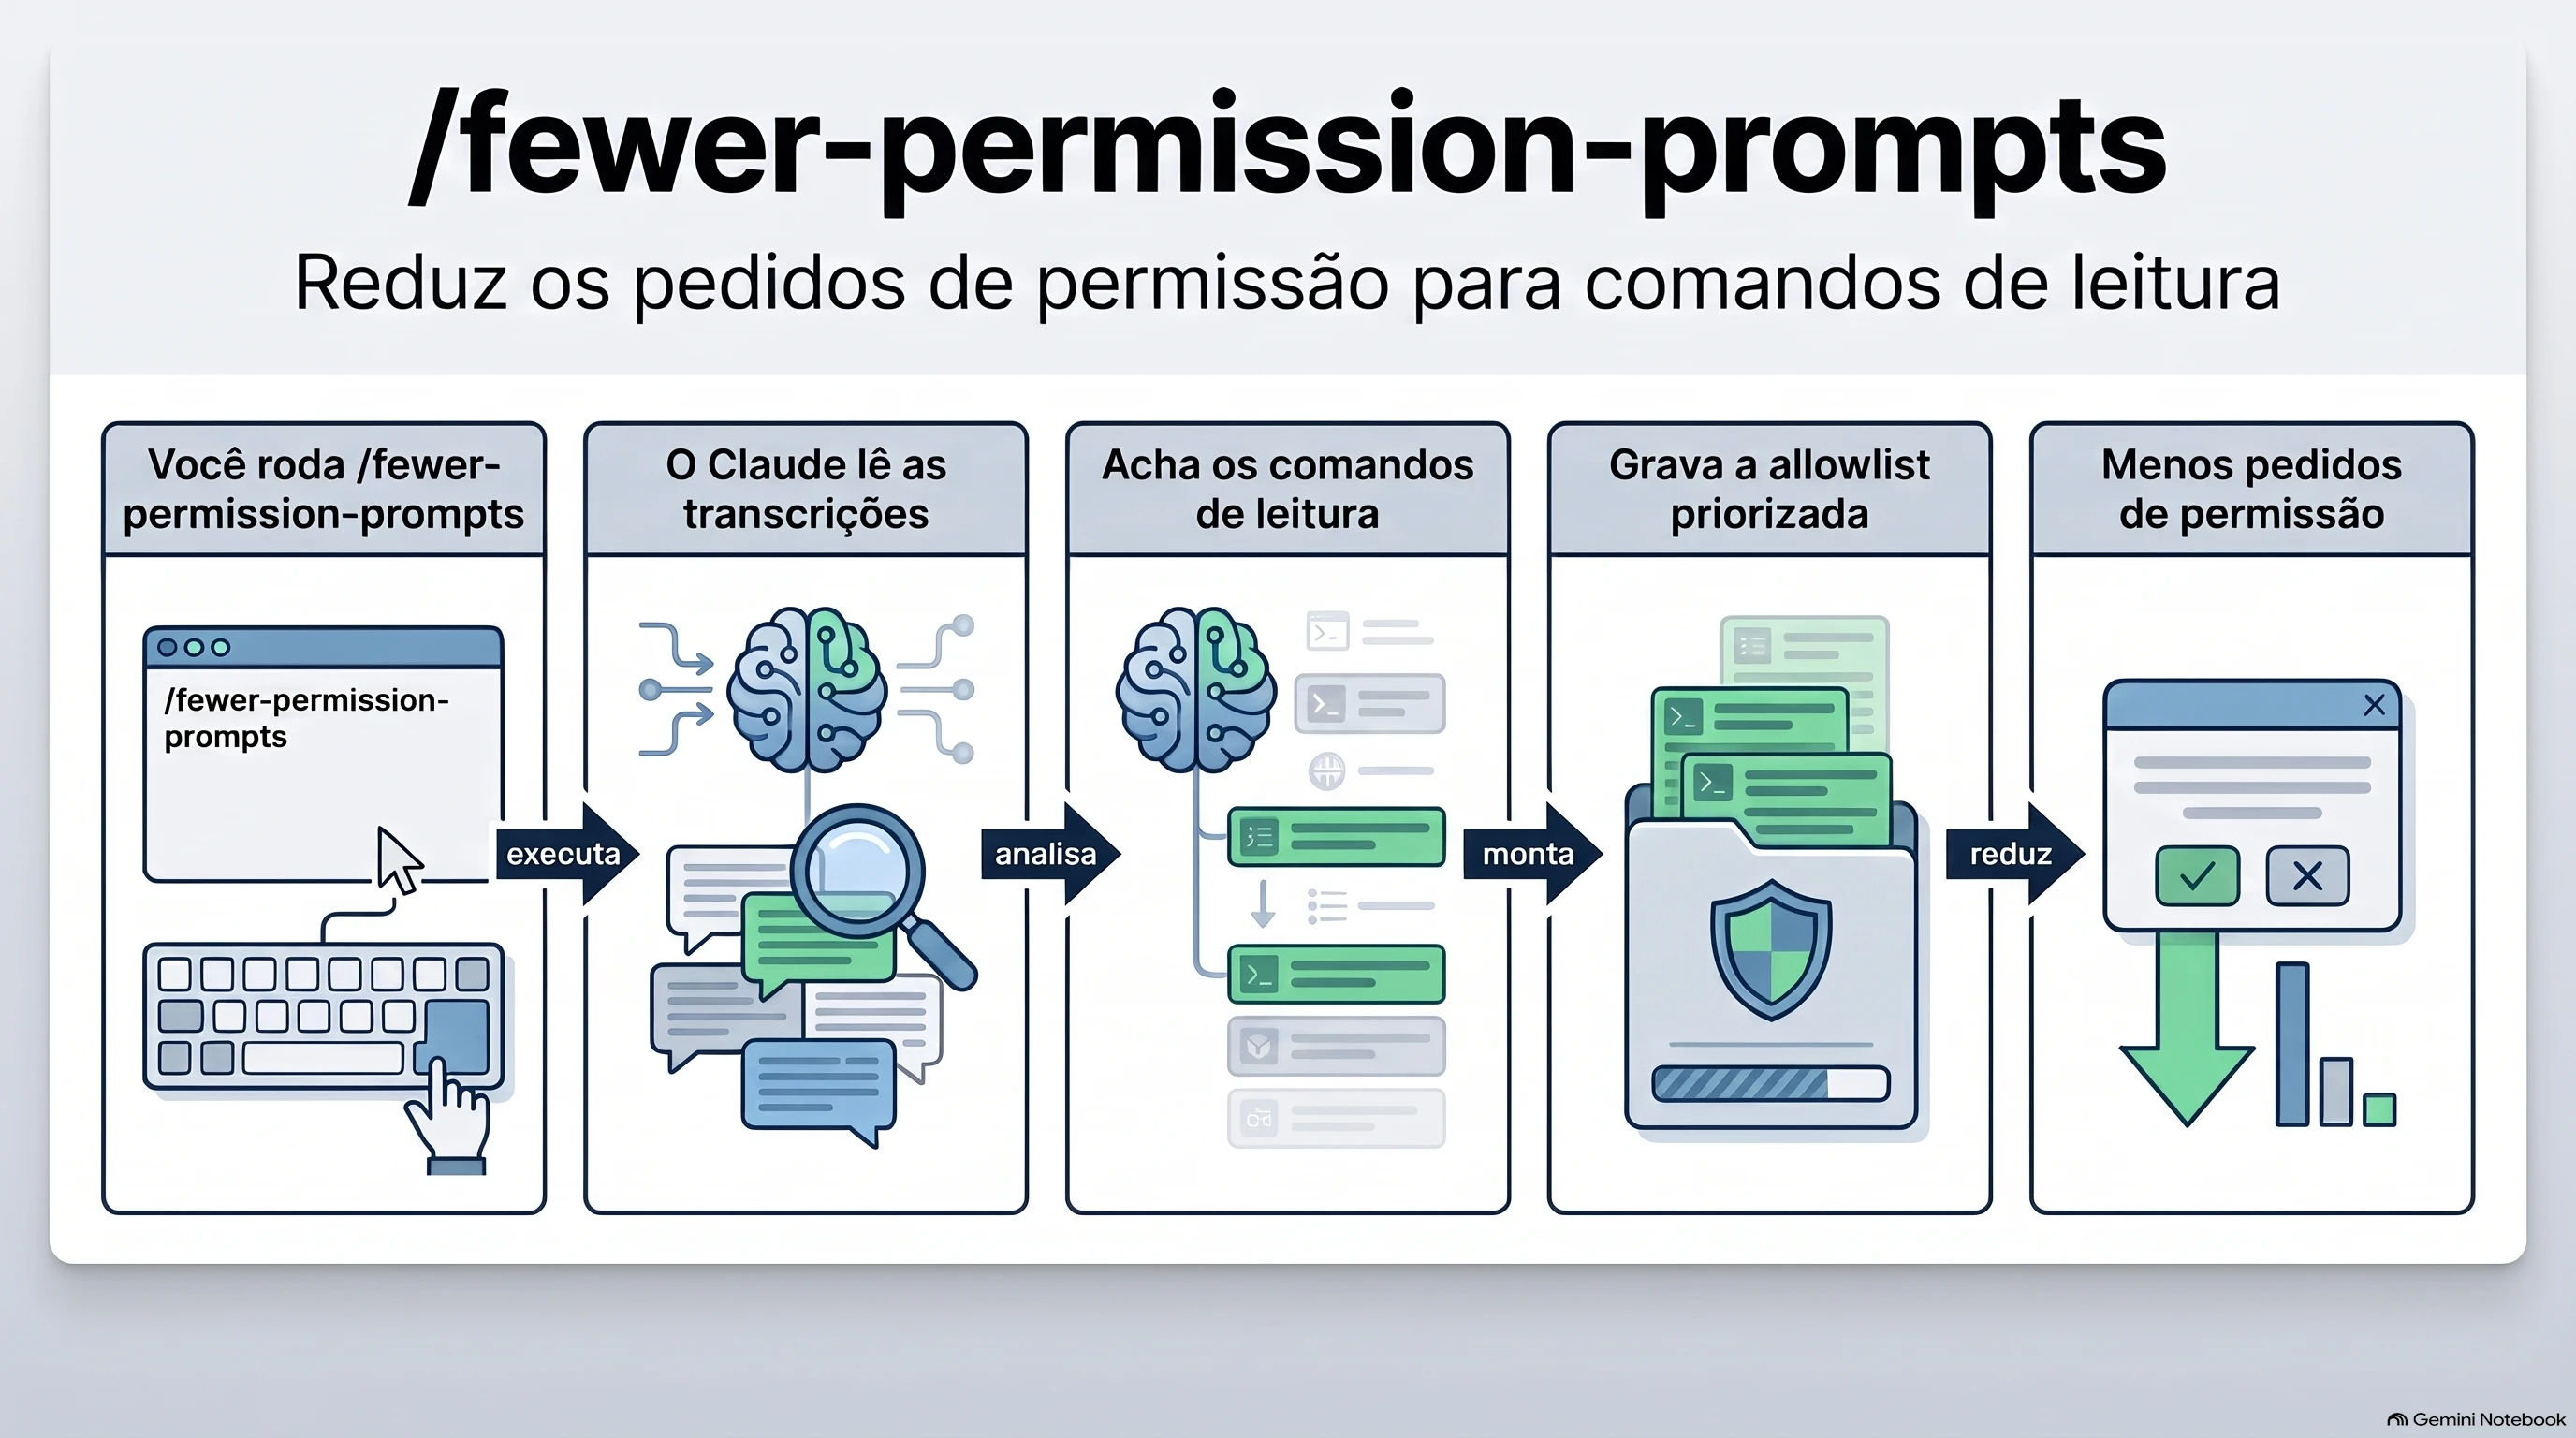 /fewer-permission-prompts
Reduz os pedidos de permissão para comandos de leitura
Você roda /fewer-
permission-prompts
/fewer-permission-
prompts
executa
O Claude lê as
transcrições
analisa
Acha os comandos
de leitura
monta
Grava a allowlist
priorizada
reduz
Menos pedidos
de permissão
Gemini Notebook